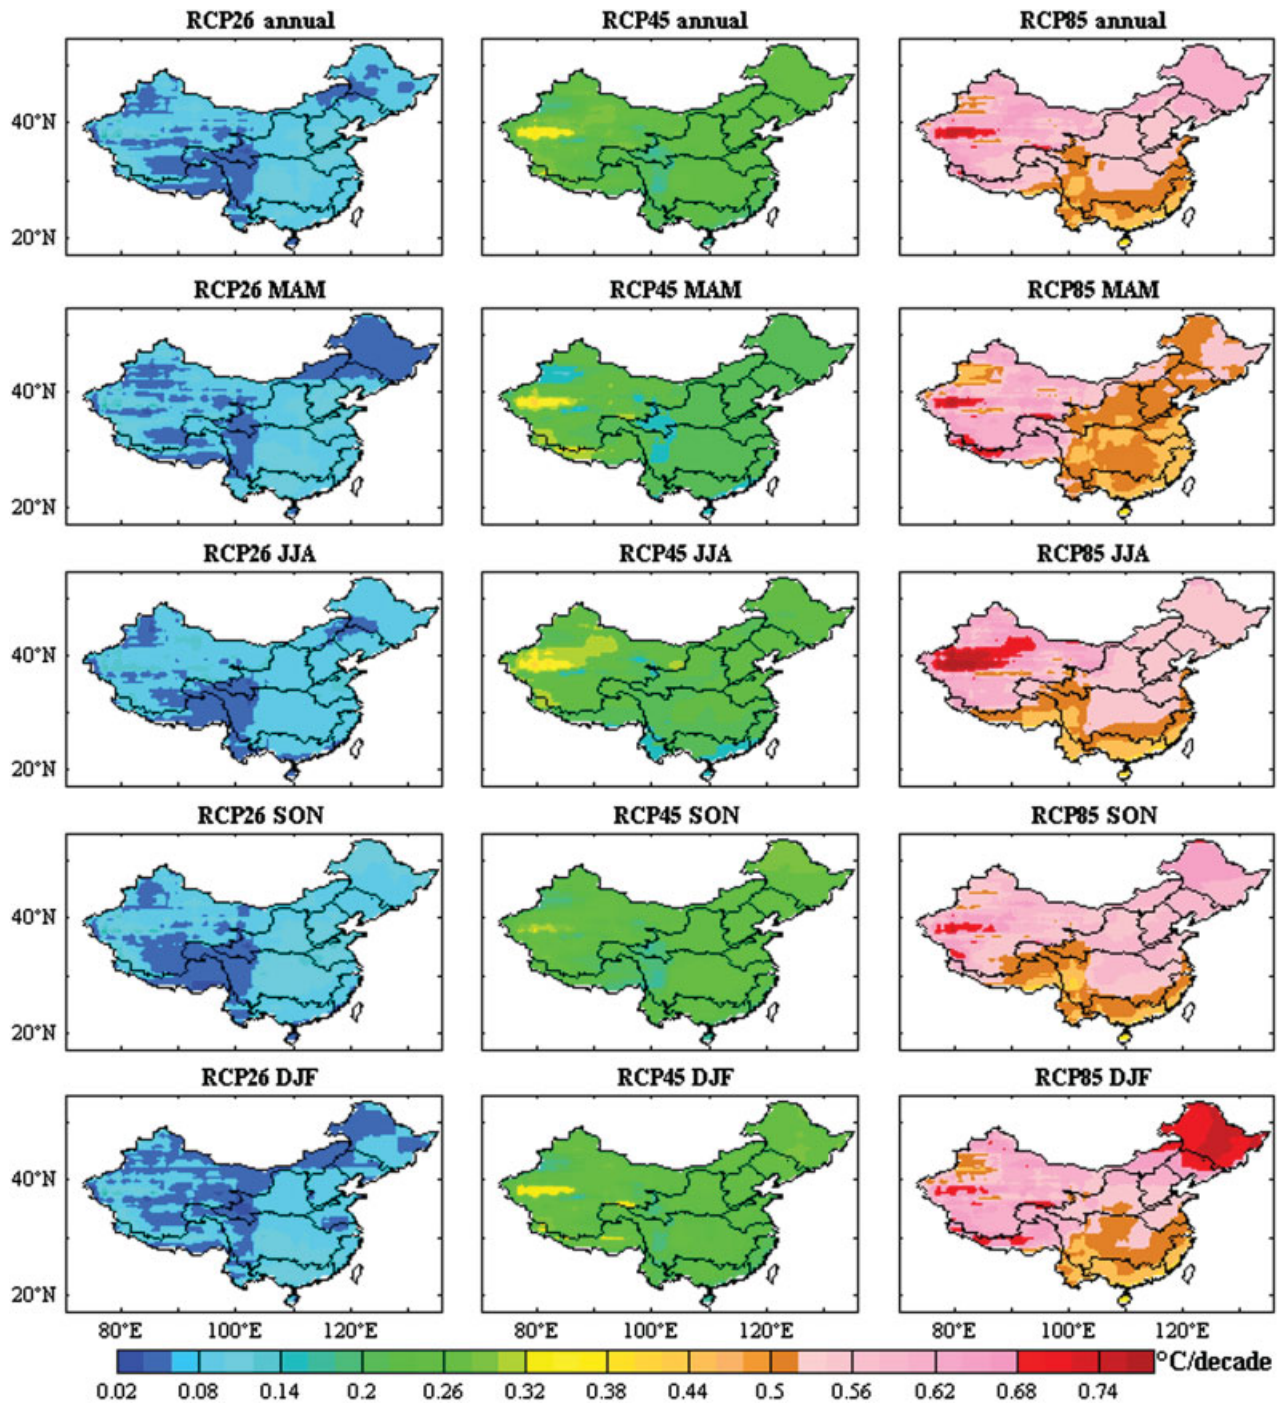 RCP26 annual RCP45 annual RCP85 annual
40°N
20°N
RCP26 MAM RCP45 MAM RCP85 MAM
40°N
20°N
RCP26 JJA RCP45 JJA RCP85 JJA
40°N
20°N
RCP26 SON RCP45 SON RCP85 SON
40°N
20°N
RCP26 DJF RCP45 DJF RCP85 DJF
40°N
20°N
80°E 100°E 120°E 80°E 100°E 120°E 80°E 100°E 120°E
°C/decade
0.02 0.08 0.14 0.2 0.26 0.32 0.38 0.44 0.5 0.56 0.62 0.68 0.74